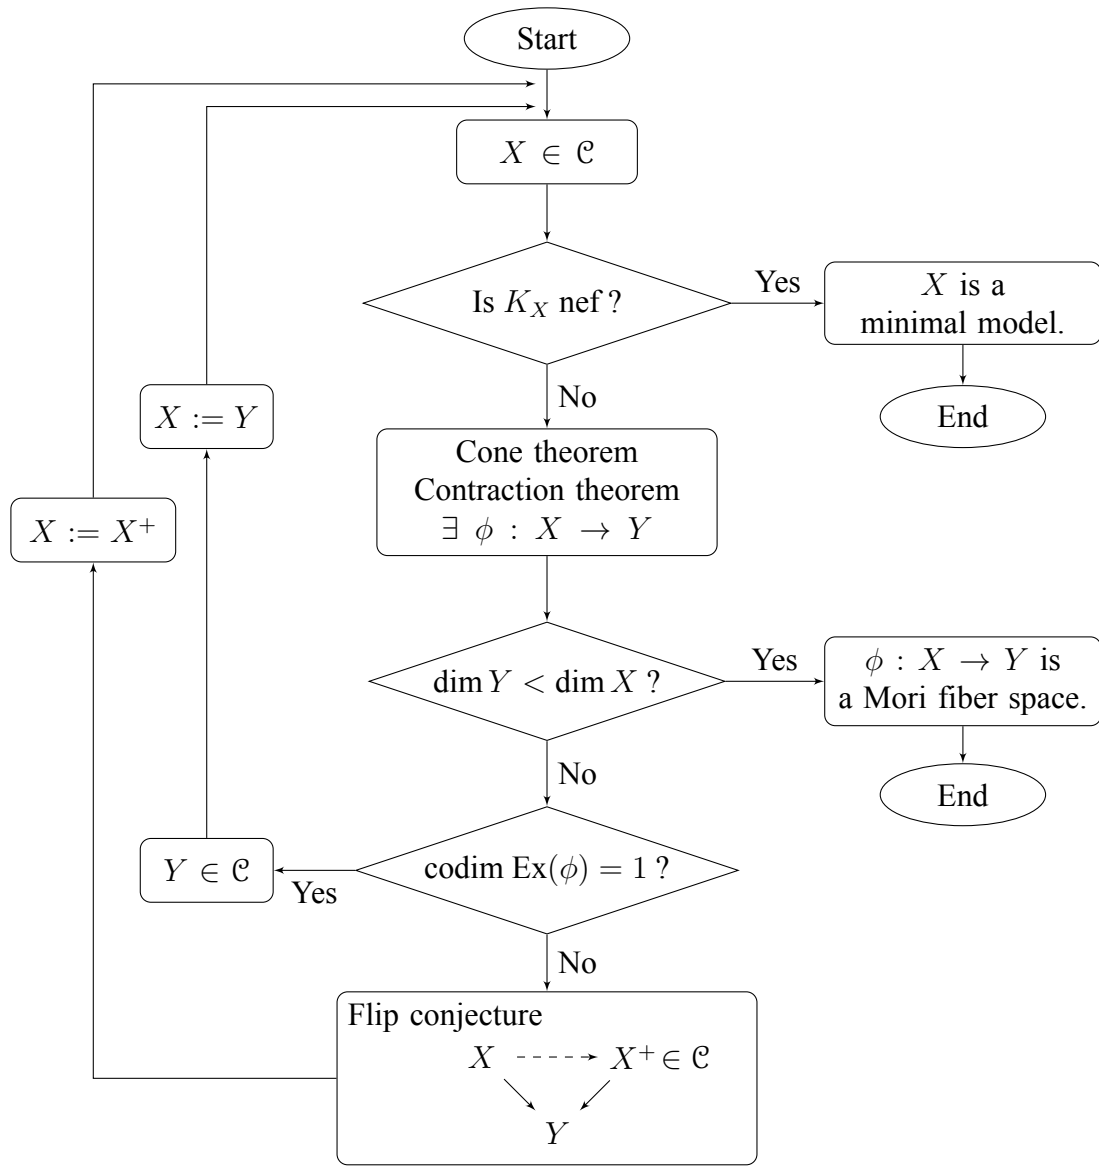 Start
X ∈ 𝒞
Is K_X nef ?
Yes
X is a
minimal model.
End
No
X := Y
Cone theorem
Contraction theorem
∃ ϕ : X → Y
X := X⁺
dim Y < dim X ?
Yes
ϕ : X → Y is
a Mori fiber space.
End
No
codim Ex(ϕ) = 1 ?
Yes
Y ∈ 𝒞
No
Flip conjecture
X ⇢ X⁺ ∈ 𝒞
Y